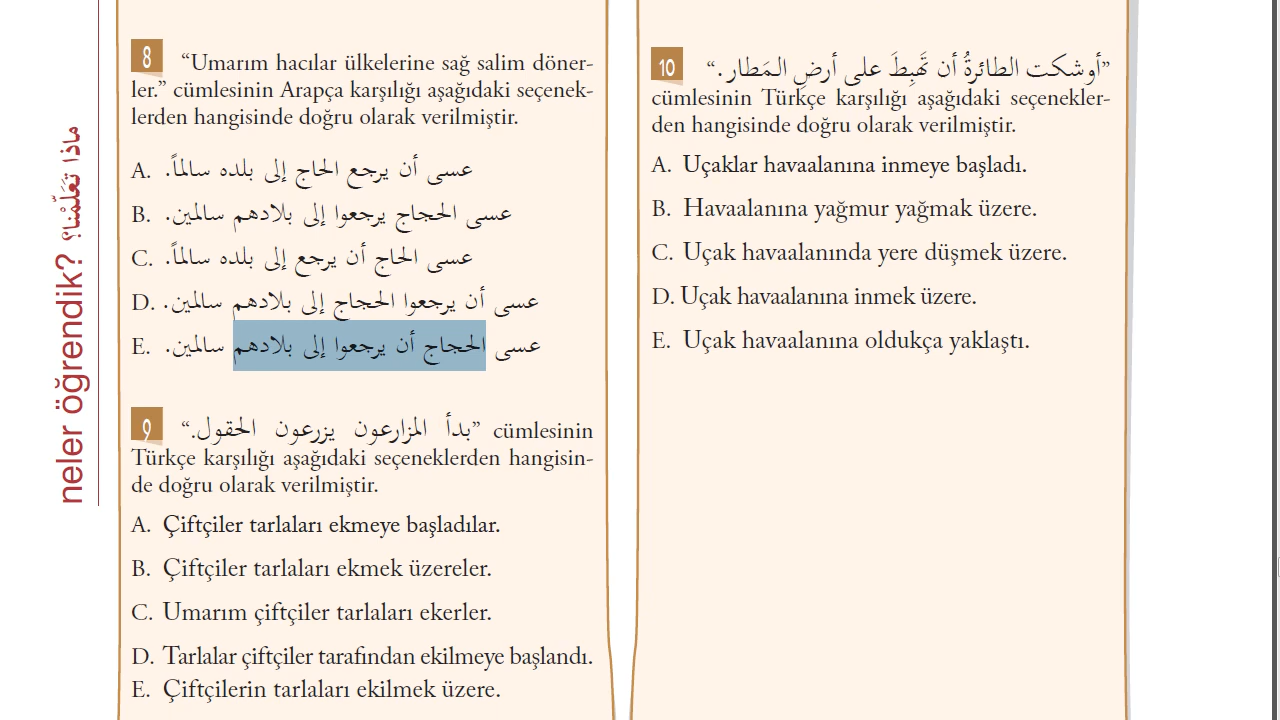 neler öğrendik? ماذا تَعَلَّمْنا؟
8 “Umarım hacılar ülkelerine sağ salim döner-
ler.” cümlesinin Arapça karşılığı aşağıdaki seçenek-
lerden hangisinde doğru olarak verilmiştir.
A. عسى أن يرجع الحاج إلى بلده سالماً.
B. عسى الحجاج يرجعوا إلى بلادهم سالمين.
C. عسى الحاج أن يرجع إلى بلده سالماً.
D. عسى أن يرجعوا الحجاج إلى بلادهم سالمين.
E. عسى الحجاج أن يرجعوا إلى بلادهم سالمين.
9 “بدأ المزارعون يزرعون الحقول.” cümlesinin
Türkçe karşılığı aşağıdaki seçeneklerden hangisin-
de doğru olarak verilmiştir.
A. Çiftçiler tarlaları ekmeye başladılar.
B. Çiftçiler tarlaları ekmek üzereler.
C. Umarım çiftçiler tarlaları ekerler.
D. Tarlalar çiftçiler tarafından ekilmeye başlandı.
E. Çiftçilerin tarlaları ekilmek üzere.
10 “أوشكت الطائرةُ أن تَهبِطَ على أرضِ المَطار.”
cümlesinin Türkçe karşılığı aşağıdaki seçenekler-
den hangisinde doğru olarak verilmiştir.
A. Uçaklar havaalanına inmeye başladı.
B. Havaalanına yağmur yağmak üzere.
C. Uçak havaalanında yere düşmek üzere.
D. Uçak havaalanına inmek üzere.
E. Uçak havaalanına oldukça yaklaştı.